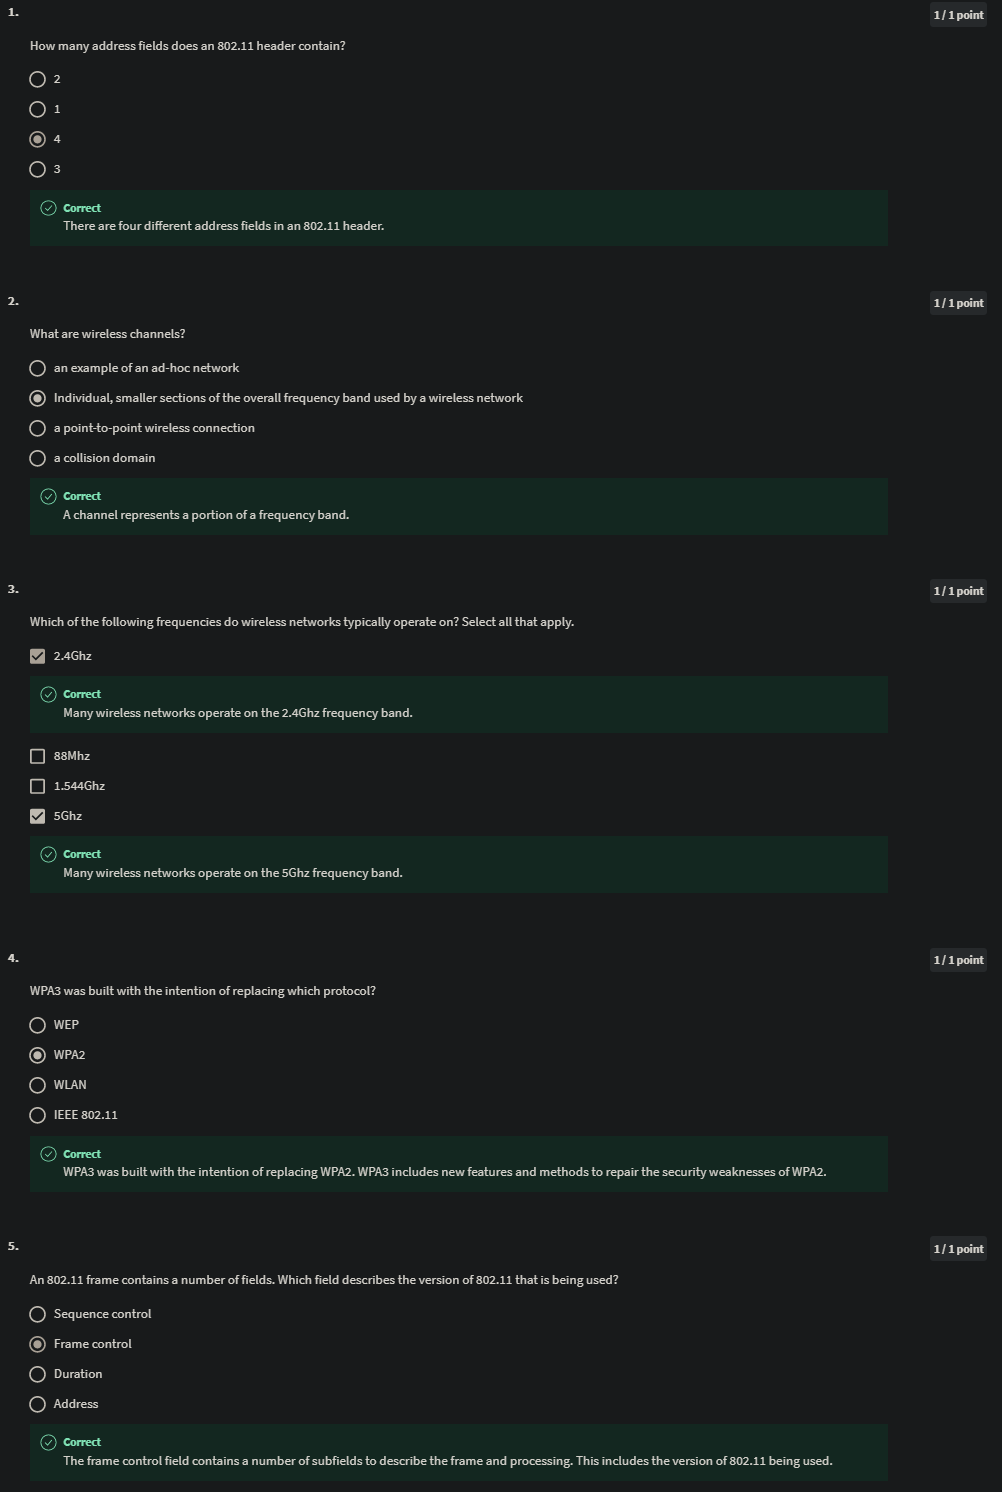 1.
1 / 1 point
How many address fields does an 802.11 header contain?
2
1
4
3
Correct
There are four different address fields in an 802.11 header.
2.
1 / 1 point
What are wireless channels?
an example of an ad-hoc network
Individual, smaller sections of the overall frequency band used by a wireless network
a point-to-point wireless connection
a collision domain
Correct
A channel represents a portion of a frequency band.
3.
1 / 1 point
Which of the following frequencies do wireless networks typically operate on? Select all that apply.
2.4Ghz
Correct
Many wireless networks operate on the 2.4Ghz frequency band.
88Mhz
1.544Ghz
5Ghz
Correct
Many wireless networks operate on the 5Ghz frequency band.
4.
1 / 1 point
WPA3 was built with the intention of replacing which protocol?
WEP
WPA2
WLAN
IEEE 802.11
Correct
WPA3 was built with the intention of replacing WPA2. WPA3 includes new features and methods to repair the security weaknesses of WPA2.
5.
1 / 1 point
An 802.11 frame contains a number of fields. Which field describes the version of 802.11 that is being used?
Sequence control
Frame control
Duration
Address
Correct
The frame control field contains a number of subfields to describe the frame and processing. This includes the version of 802.11 being used.